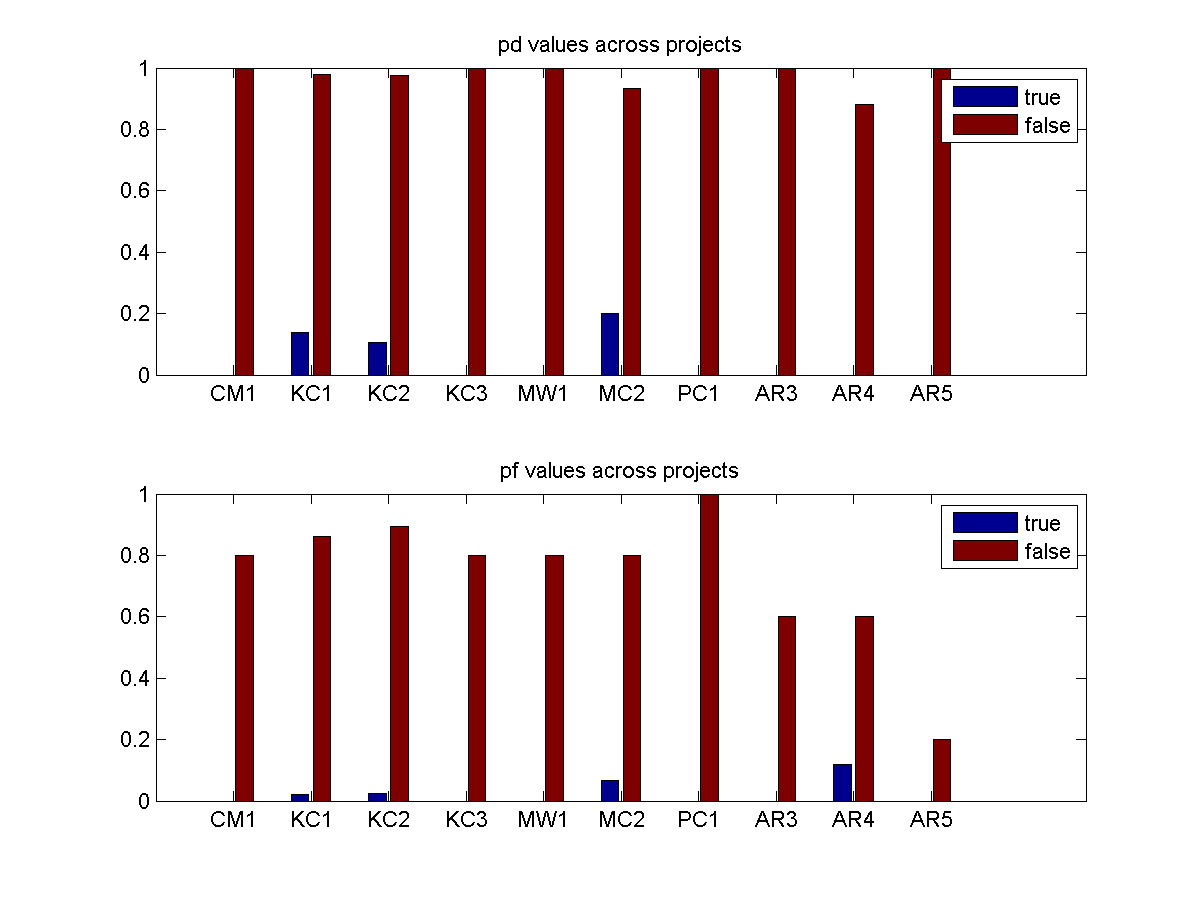 pd values across projects
1
0.8
0.6
0.4
0.2
0
true
false
CM1 KC1 KC2 KC3 MW1 MC2 PC1 AR3 AR4 AR5
pf values across projects
1
0.8
0.6
0.4
0.2
0
true
false
CM1 KC1 KC2 KC3 MW1 MC2 PC1 AR3 AR4 AR5